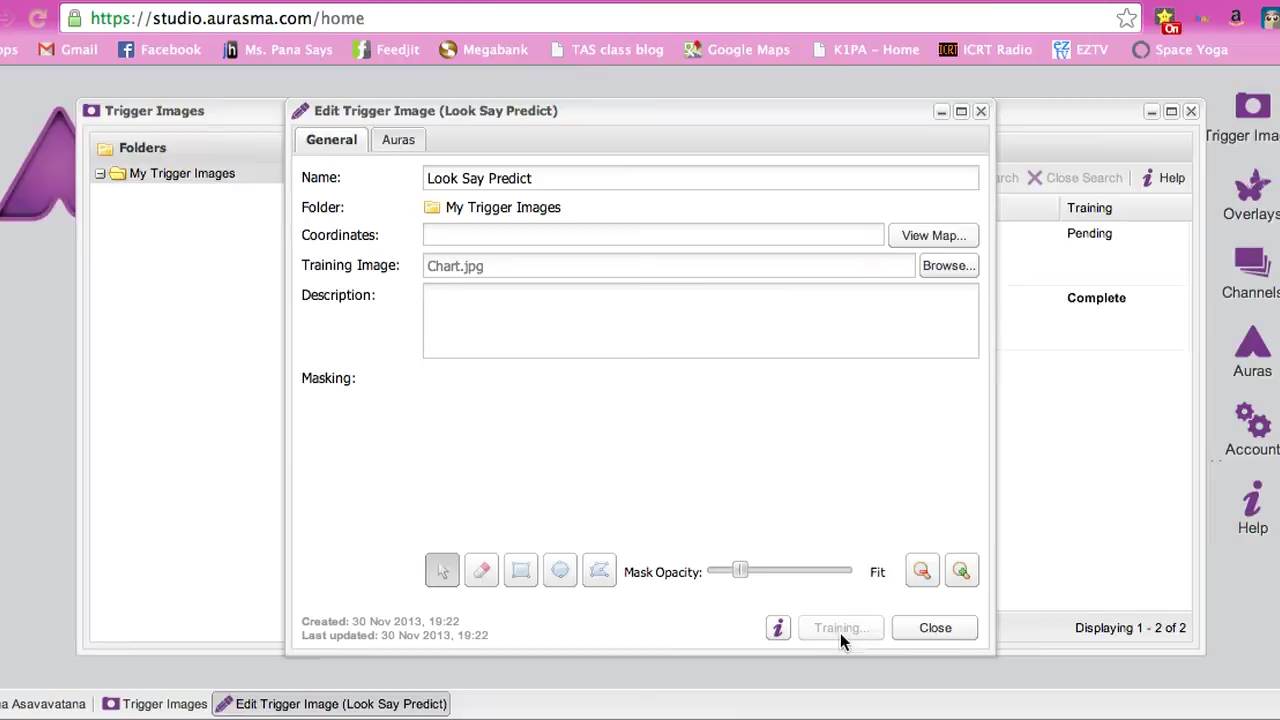 https://studio.aurasma.com/home
On
Gmail
Facebook
Ms. Pana Says
Feedjit
Megabank
TAS class blog
Google Maps
K1PA – Home
ICRT
ICRT Radio
EZTV
Space Yoga
Trigger Images
Edit Trigger Image (Look Say Predict)
Folders
My Trigger Images
General
Auras
Name:
Look Say Predict
Folder:
My Trigger Images
Coordinates:
View Map...
Training Image:
Chart.jpg
Browse...
Description:
Masking:
Mask Opacity:
Fit
Created: 30 Nov 2013, 19:22
Last updated: 30 Nov 2013, 19:22
Training...
Close
Close Search
Help
Training
Pending
Complete
Displaying 1 - 2 of 2
Trigger Ima
Overlays
Channels
Auras
Account
Help
Asavavatana
Trigger Images
Edit Trigger Image (Look Say Predict)